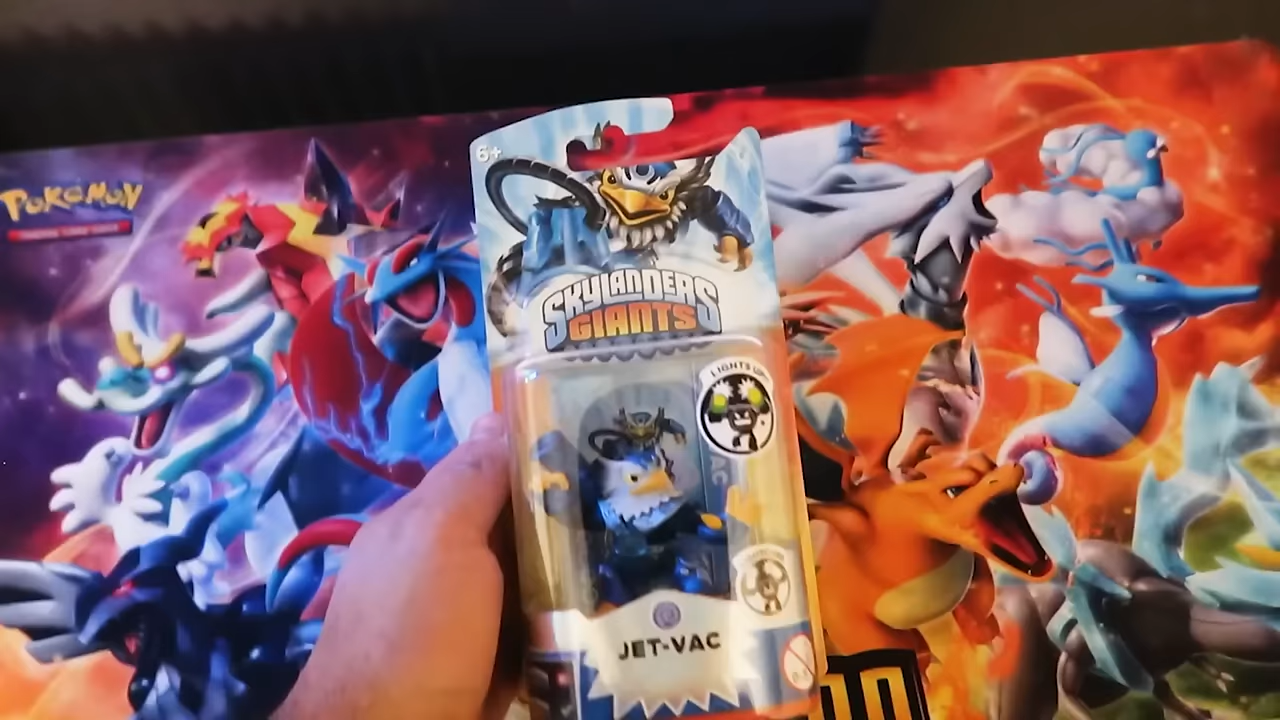 POKéMON
6+
SKYLANDERS
GIANTS
LIGHTS UP!
JET-VAC